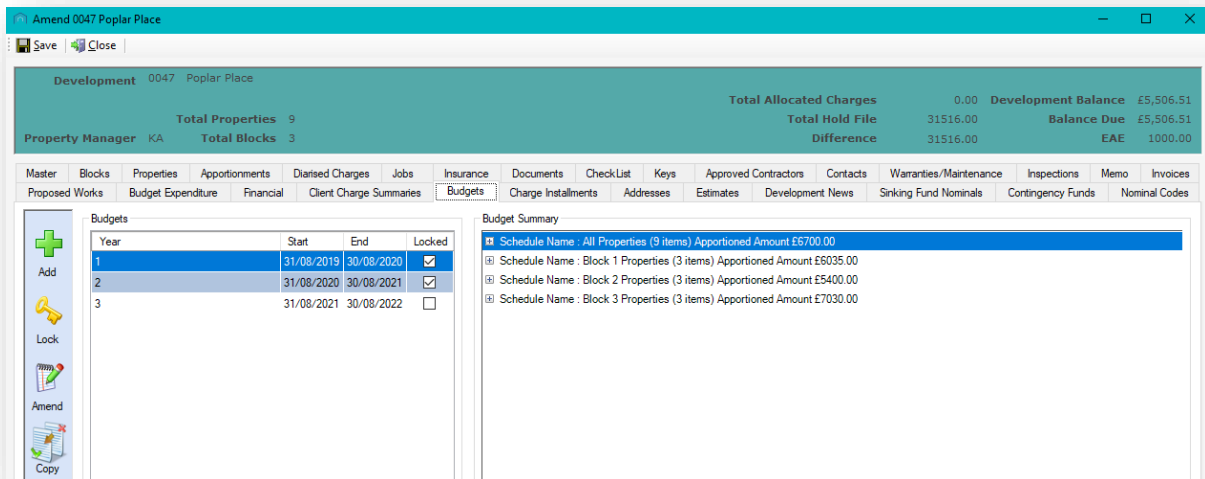 Amend 0047 Poplar Place
Save Close
Development 0047 Poplar Place
Total Allocated Charges 0.00 Development Balance £5,506.51
Total Properties 9 Total Hold File 31516.00 Balance Due £5,506.51
Property Manager KA Total Blocks 3 Difference 31516.00 EAE 1000.00
Master Blocks Properties Apportionments Diarised Charges Jobs Insurance Documents CheckList Keys Approved Contractors Contacts Warranties/Maintenance Inspections Memo Invoices
Proposed Works Budget Expenditure Financial Client Charge Summaries Budgets Charge Installments Addresses Estimates Development News Sinking Fund Nominals Contingency Funds Nominal Codes
Add
Lock
Amend
Copy
Budgets
Year Start End Locked
1 31/08/2019 30/08/2020
2 31/08/2020 30/08/2021
3 31/08/2021 30/08/2022
Budget Summary
Schedule Name : All Properties (9 items) Apportioned Amount £6700.00
Schedule Name : Block 1 Properties (3 items) Apportioned Amount £6035.00
Schedule Name : Block 2 Properties (3 items) Apportioned Amount £5400.00
Schedule Name : Block 3 Properties (3 items) Apportioned Amount £7030.00